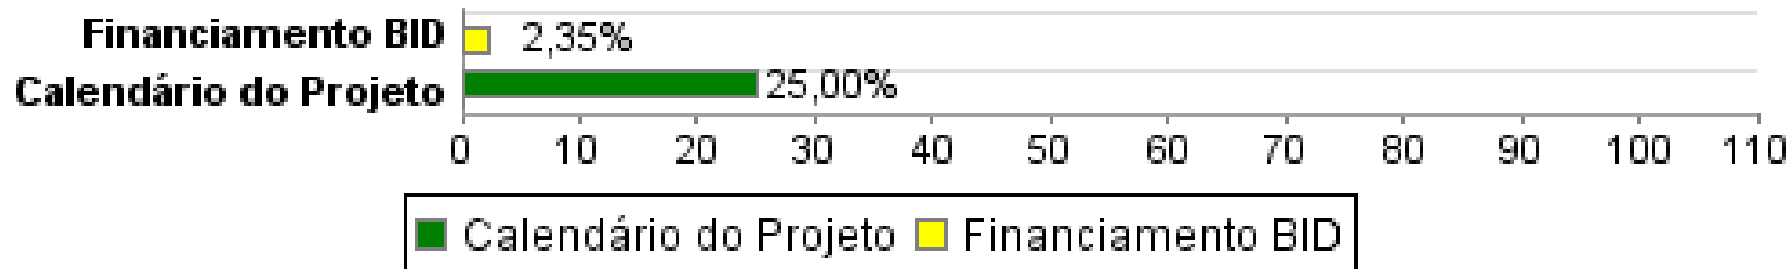 Financiamento BID 2,35%
Calendário do Projeto 25,00%
0 10 20 30 40 50 60 70 80 90 100 110
Calendário do Projeto Financiamento BID